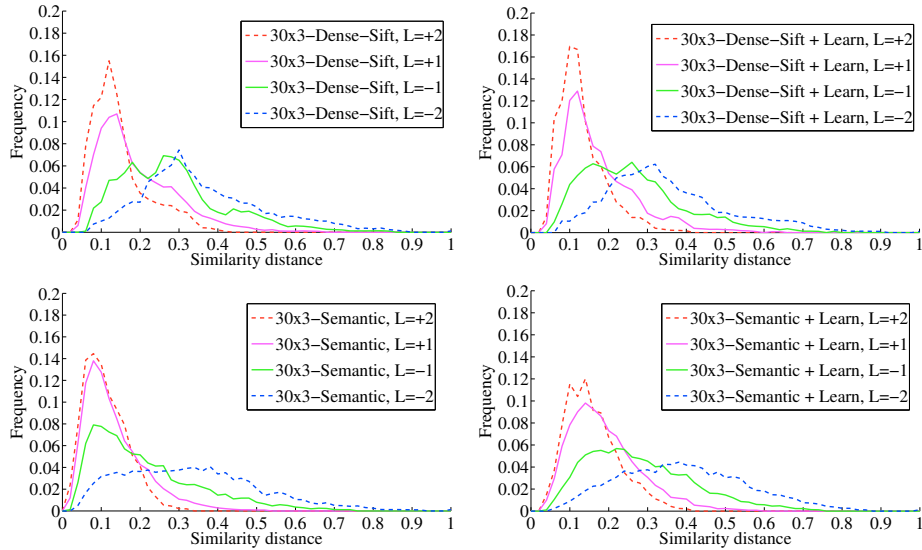 0.2
0.18
0.16
0.14
0.12
0.1
0.08
0.06
0.04
0.02
0
Frequency
0 0.1 0.2 0.3 0.4 0.5 0.6 0.7 0.8 0.9 1
Similarity distance
30x3−Dense−Sift, L=+2
30x3−Dense−Sift, L=+1
30x3−Dense−Sift, L=−1
30x3−Dense−Sift, L=−2
0.2
0.18
0.16
0.14
0.12
0.1
0.08
0.06
0.04
0.02
0
Frequency
0 0.1 0.2 0.3 0.4 0.5 0.6 0.7 0.8 0.9 1
Similarity distance
30x3−Dense−Sift + Learn, L=+2
30x3−Dense−Sift + Learn, L=+1
30x3−Dense−Sift + Learn, L=−1
30x3−Dense−Sift + Learn, L=−2
0.2
0.18
0.16
0.14
0.12
0.1
0.08
0.06
0.04
0.02
0
Frequency
0 0.1 0.2 0.3 0.4 0.5 0.6 0.7 0.8 0.9 1
Similarity distance
30x3−Semantic, L=+2
30x3−Semantic, L=+1
30x3−Semantic, L=−1
30x3−Semantic, L=−2
0.2
0.18
0.16
0.14
0.12
0.1
0.08
0.06
0.04
0.02
0
Frequency
0 0.1 0.2 0.3 0.4 0.5 0.6 0.7 0.8 0.9 1
Similarity distance
30x3−Semantic + Learn, L=+2
30x3−Semantic + Learn, L=+1
30x3−Semantic + Learn, L=−1
30x3−Semantic + Learn, L=−2